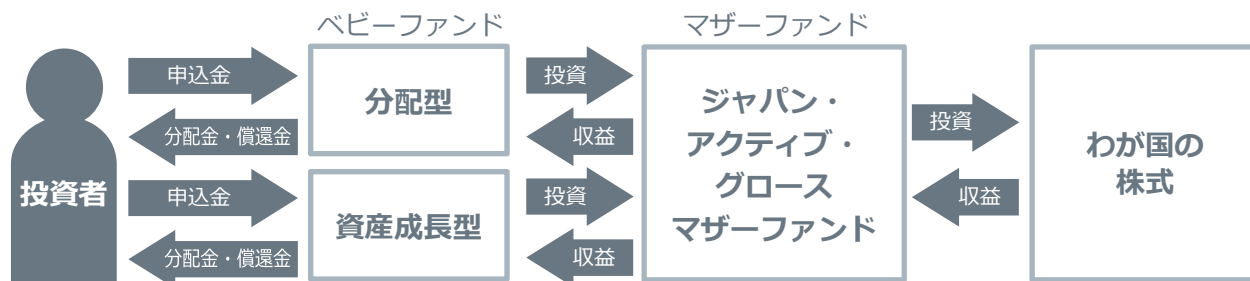 ベビーファンド
マザーファンド
投資者
申込金
分配金・償還金
申込金
分配金・償還金
分配型
資産成長型
投資
収益
投資
収益
ジャパン・
アクティブ・
グロース
マザーファンド
投資
収益
わが国の
株式